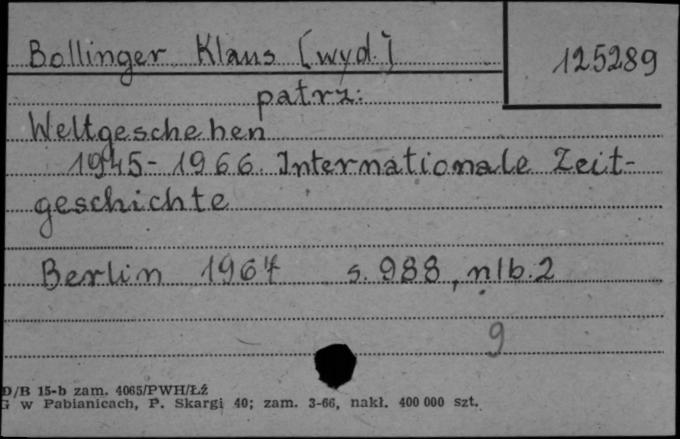 Bollinger Klaus [wyd.]
125289
patrz:
Weltgeschehen
1945-1966. Internationale Zeit-
geschichte
Berlin 1967 s. 988, nlb. 2
9
D/B 15-b zam. 4065/PWH/Łź
G w Pabianicach, P. Skargi 40; zam. 3-66, nakł. 400 000 szt.